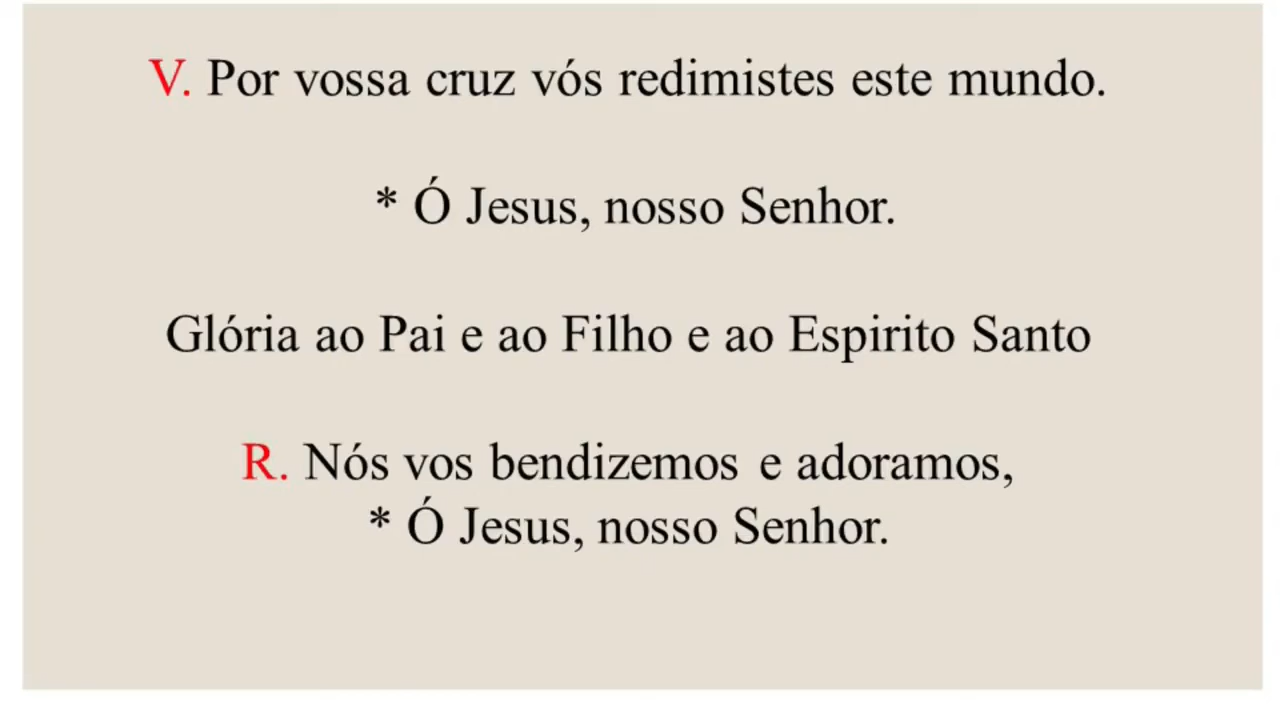 V. Por vossa cruz vós redimistes este mundo.
* Ó Jesus, nosso Senhor.
Glória ao Pai e ao Filho e ao Espirito Santo
R. Nós vos bendizemos e adoramos,
* Ó Jesus, nosso Senhor.